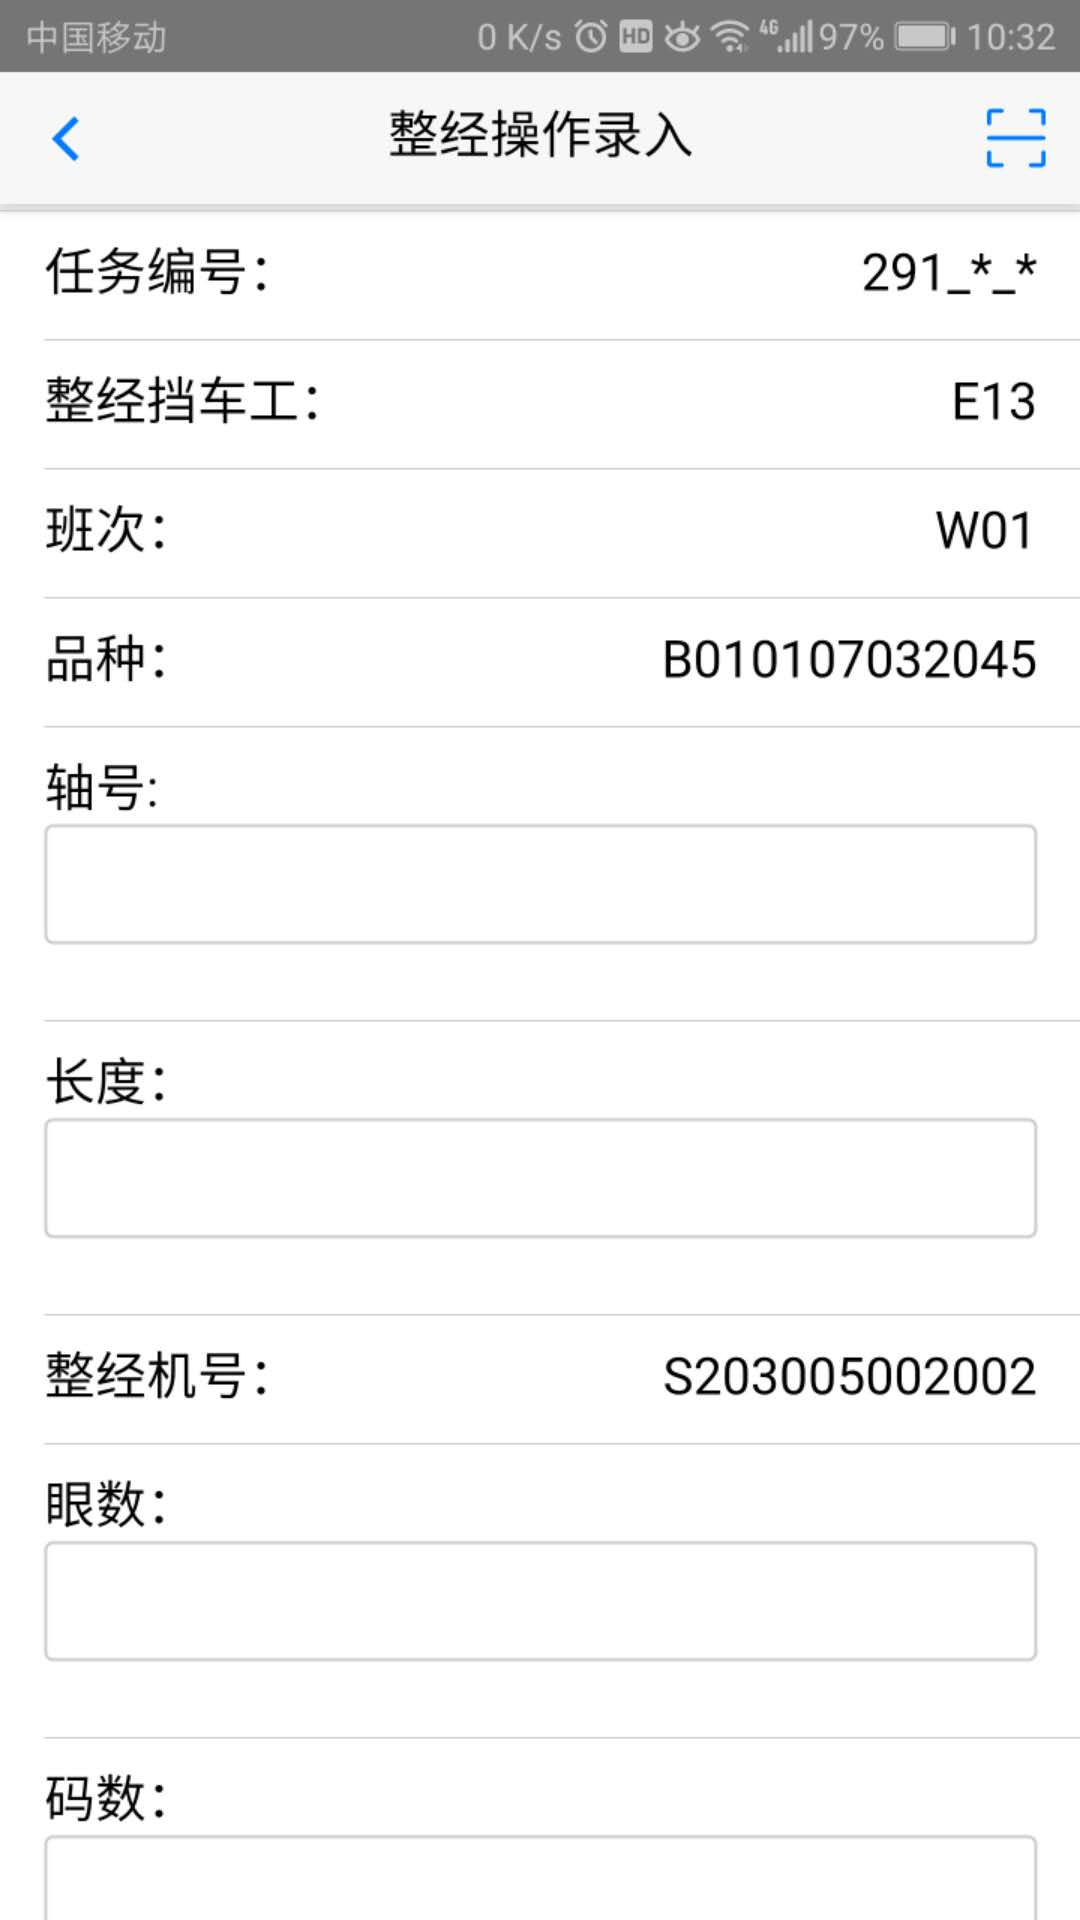 中国移动 0 K/s HD 4G 97% 10:32
整经操作录入
任务编号： 291_*_*
整经挡车工： E13
班次： W01
品种： B010107032045
轴号:
长度：
整经机号： S203005002002
眼数：
码数：